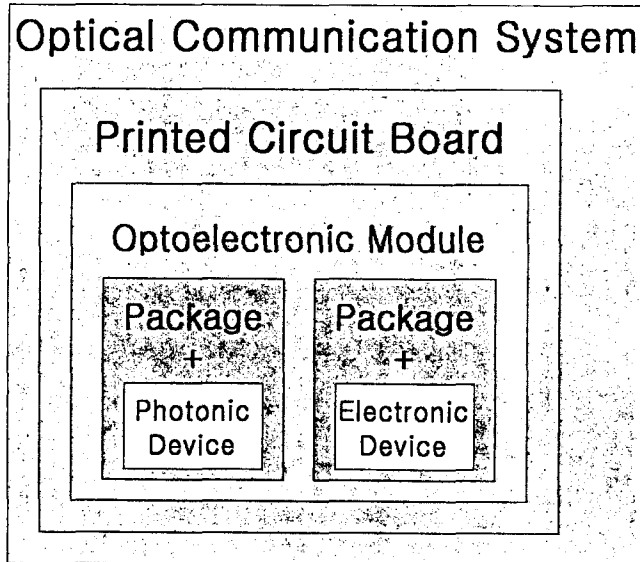 Optical Communication System
Printed Circuit Board
Optoelectronic Module
Package
+
Photonic
Device
Package
+
Electronic
Device